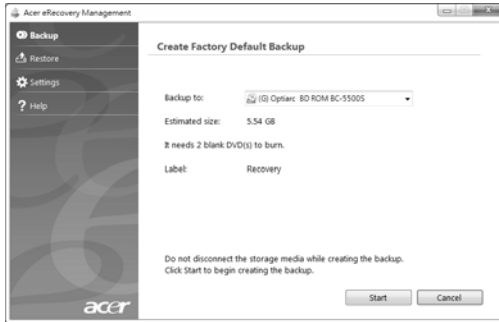 Acer eRecovery Management
Backup
Restore
Settings
Help
Create Factory Default Backup
Backup to: (G) Optiarc BD ROM BC-5500S
Estimated size: 5.54 GB
It needs 2 blank DVD(s) to burn.
Label: Recovery
Do not disconnect the storage media while creating the backup.
Click Start to begin creating the backup.
Start Cancel
acer